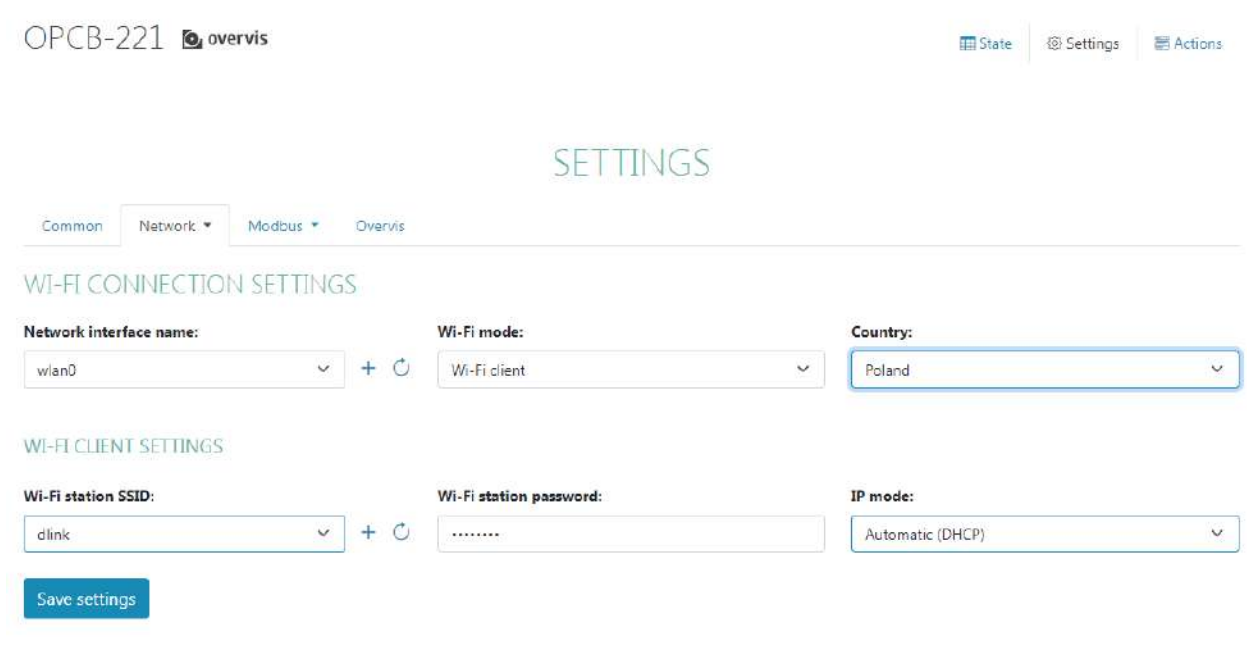 OPCB-221 overvis
State Settings Actions
SETTINGS
Common Network Modbus Overvis
WI-FI CONNECTION SETTINGS
Network interface name: Wi-Fi mode: Country:
wlan0 + Wi-Fi client Poland
WI-FI CLIENT SETTINGS
Wi-Fi station SSID: Wi-Fi station password: IP mode:
dlink + ········ Automatic (DHCP)
Save settings